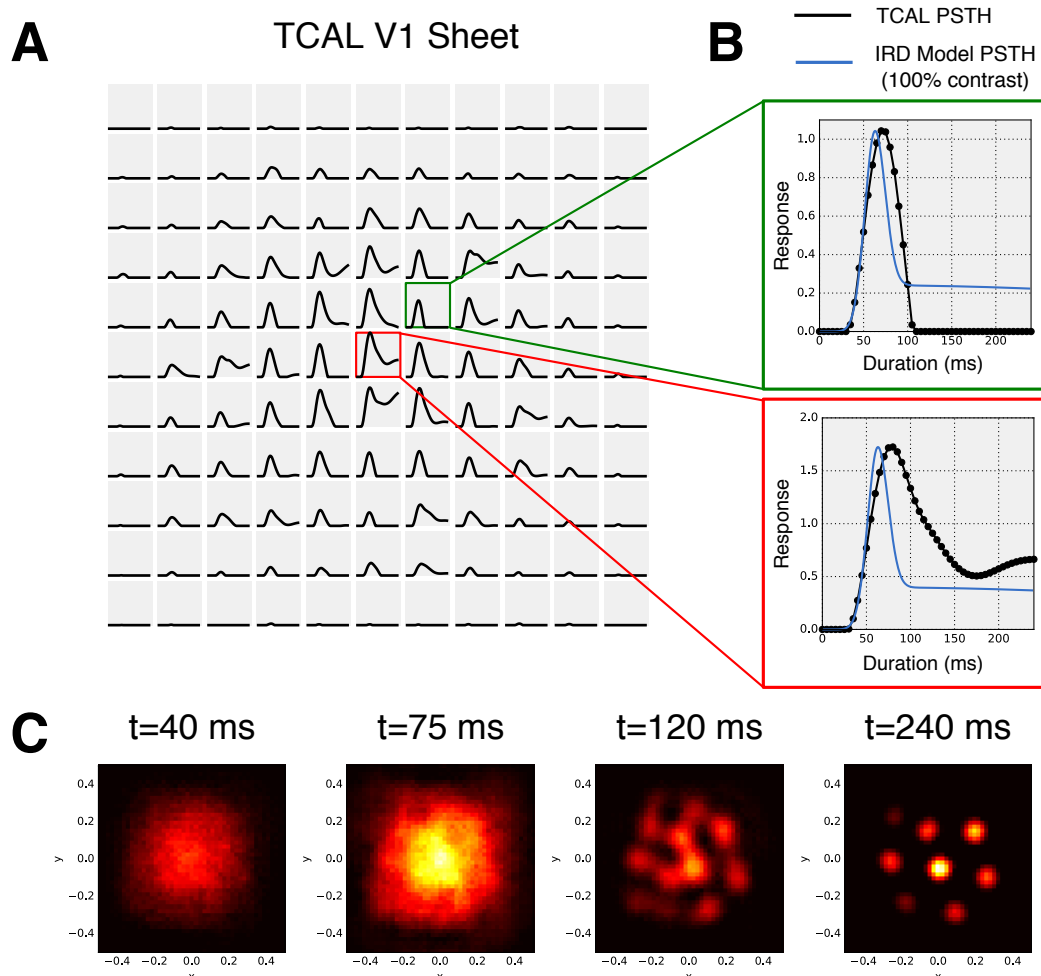 A
TCAL V1 Sheet
B
TCAL PSTH
IRD Model PSTH
(100% contrast)
1.0
0.8
0.6
0.4
0.2
0.0
Response
0 50 100 150 200
Duration (ms)
2.0
1.5
1.0
0.5
0.0
Response
0 50 100 150 200
Duration (ms)
C
t=40 ms
t=75 ms
t=120 ms
t=240 ms
0.4
0.2
0.0
−0.2
−0.4
y
−0.4 −0.2 0.0 0.2 0.4
x
0.4
0.2
0.0
−0.2
−0.4
y
−0.4 −0.2 0.0 0.2 0.4
x
0.4
0.2
0.0
−0.2
−0.4
y
−0.4 −0.2 0.0 0.2 0.4
x
0.4
0.2
0.0
−0.2
−0.4
y
−0.4 −0.2 0.0 0.2 0.4
x